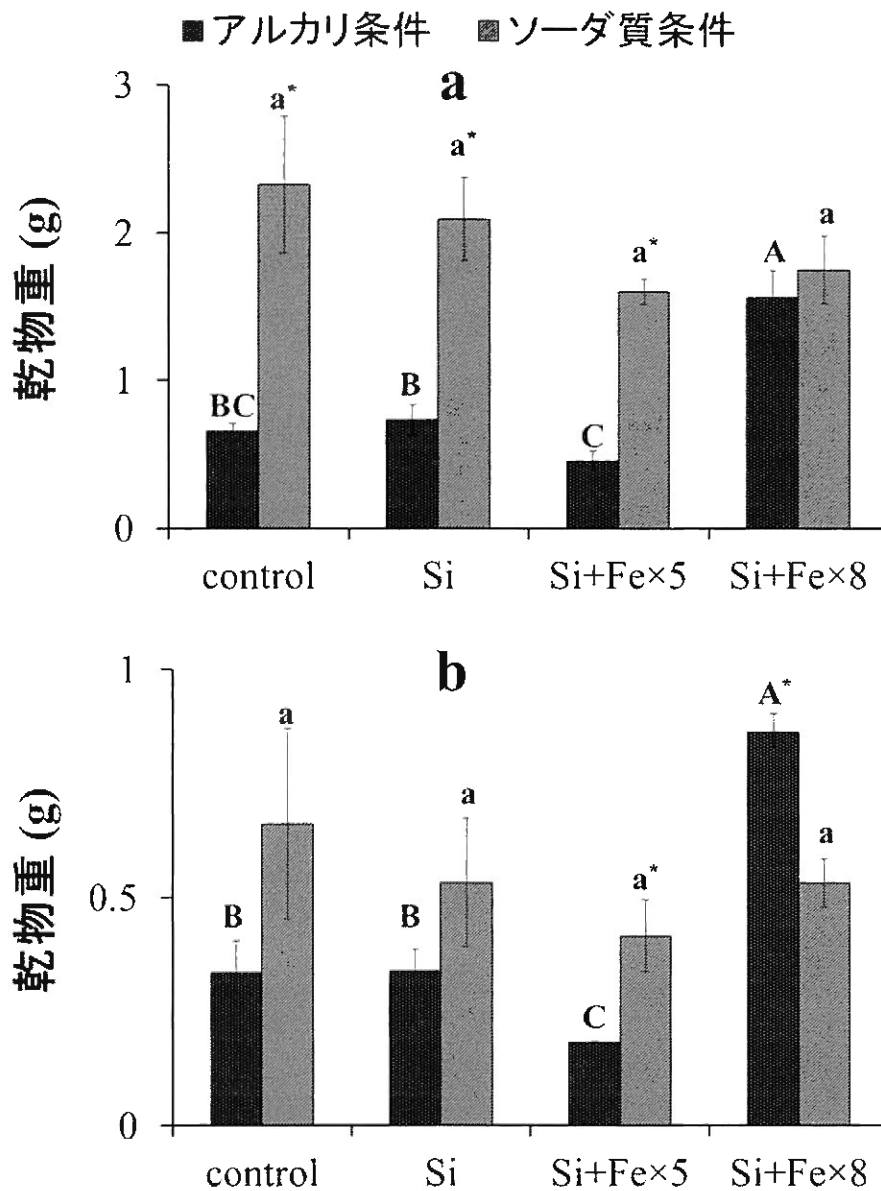 ■アルカリ条件 ■ソーダ質条件
a
3
2
1
0
乾物重 (g)
BC
a*
B
a*
C
a*
A
a
control Si Si+Fe×5 Si+Fe×8
b
1
0.5
0
乾物重 (g)
B
a
B
a
C
a*
A*
a
control Si Si+Fe×5 Si+Fe×8